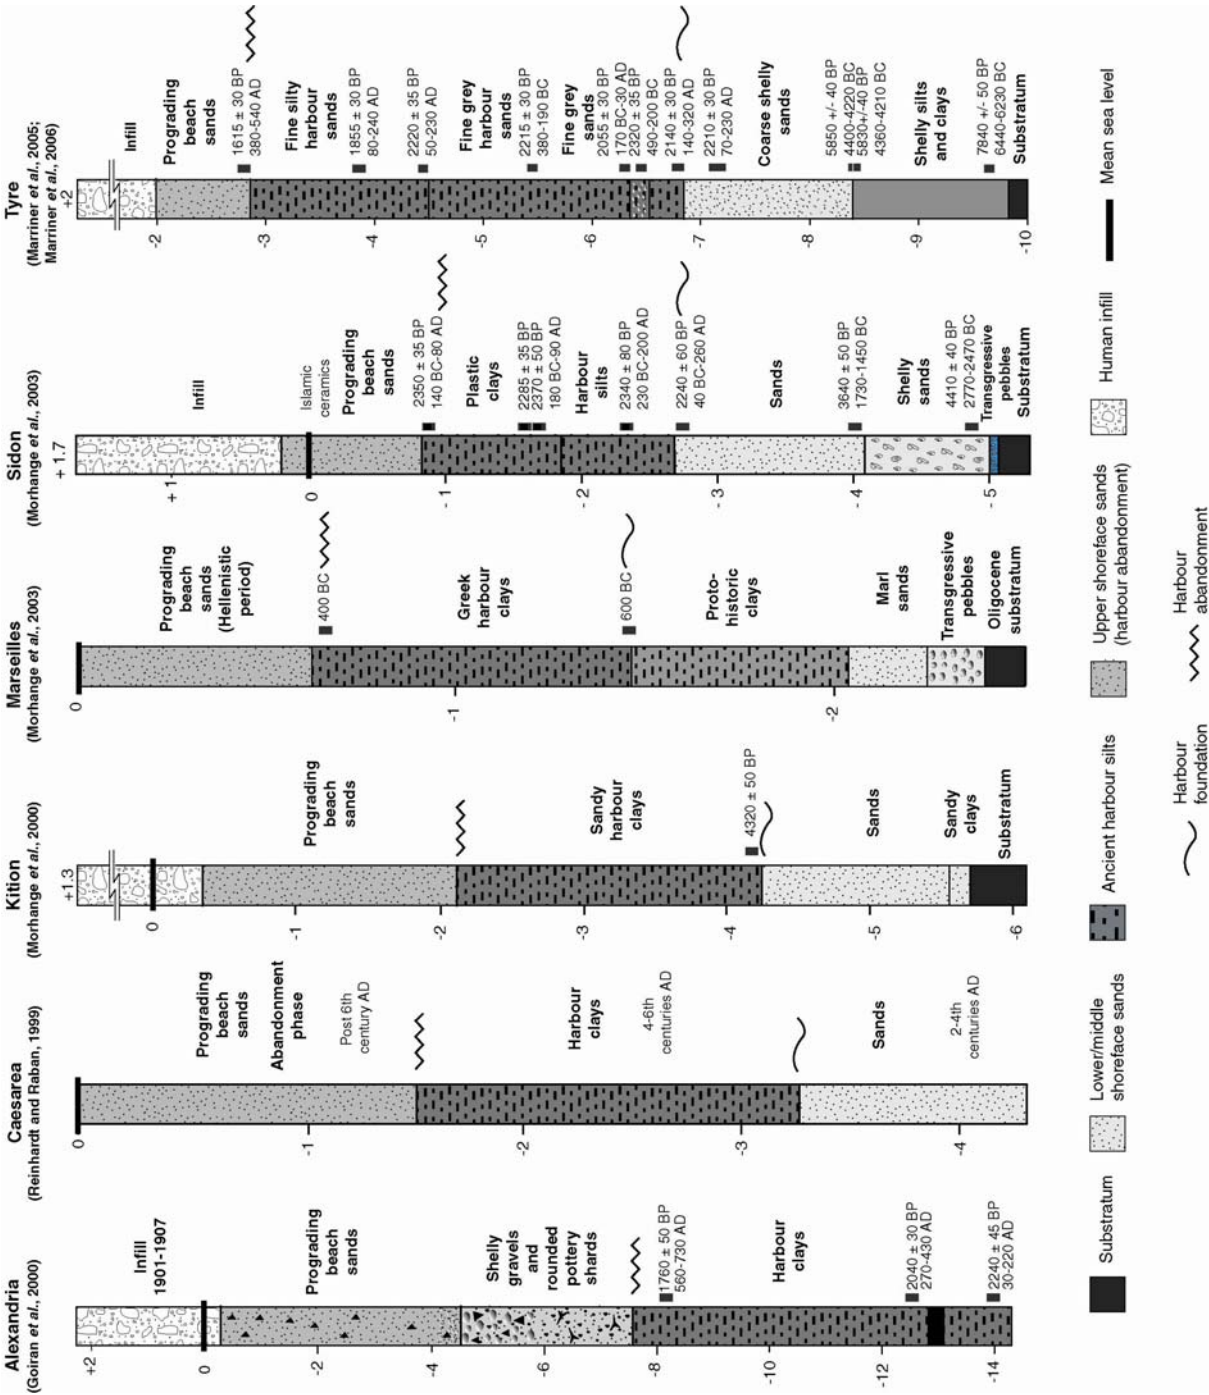 Alexandria
(Goiran et al., 2000)
+2
0
-2
-4
-6
-8
-10
-12
-14
Infill
1901-1907
Prograding
beach
sands
Shelly
gravels
and
rounded
pottery
shards
1760 ± 50 BP
560-730 AD
Harbour
clays
2040 ± 30 BP
270-430 AD
2240 ± 45 BP
30-220 AD
Caesarea
(Reinhardt and Raban, 1999)
0
-1
-2
-3
-4
Prograding
beach
sands
Abandonment
phase
Post 6th
century AD
Harbour
clays
4-6th
centuries AD
Sands
2-4th
centuries AD
Kition
(Morhange et al., 2000)
+1.3
0
-1
-2
-3
-4
-5
-6
Prograding
beach
sands
Sandy
harbour
clays
4320 ± 50 BP
Sands
Sandy
clays
Substratum
Marseilles
(Morhange et al., 2003)
0
-1
-2
Prograding
beach
sands
(Hellenistic
period)
400 BC
Greek
harbour
clays
600 BC
Proto-
historic
clays
Marl
sands
Transgressive
pebbles
Oligocene
substratum
Sidon
(Morhange et al., 2003)
+ 1.7
+ 1
0
- 1
- 2
- 3
- 4
- 5
Infill
Islamic
ceramics
Prograding
beach sands
2350 ± 35 BP
140 BC-80 AD
Plastic
clays
2285 ± 35 BP
2370 ± 50 BP
180 BC-90 AD
Harbour
silts
2340 ± 80 BP
230 BC-200 AD
2240 ± 60 BP
40 BC-260 AD
Sands
3640 ± 50 BP
1730-1450 BC
Shelly
sands
4410 ± 40 BP
2770-2470 BC
Transgressive
pebbles
Substratum
Tyre
(Marriner et al., 2005;
Marriner et al., 2006)
+2
-2
-3
-4
-5
-6
-7
-8
-9
-10
Infill
Prograding
beach
sands
1615 ± 30 BP
380-540 AD
Fine silty
harbour
sands
1855 ± 30 BP
80-240 AD
2220 ± 35 BP
50-230 AD
Fine grey
harbour
sands
2215 ± 30 BP
380-190 BC
Fine grey
sands
2055 ± 30 BP
170 BC-30 AD
2320 ± 35 BP
490-200 BC
2140 ± 30 BP
140-320 AD
2210 ± 30 BP
70-230 AD
Coarse shelly
sands
5850 +/- 40 BP
4400-4220 BC
5830+/-40 BP
4360-4210 BC
Shelly silts
and clays
7840 +/- 50 BP
6440-6230 BC
Substratum
Substratum
Lower/middle
shoreface sands
Ancient harbour silts
Upper shoreface sands
(harbour abandonment)
Human infill
Mean sea level
Harbour
foundation
Harbour
abandonment